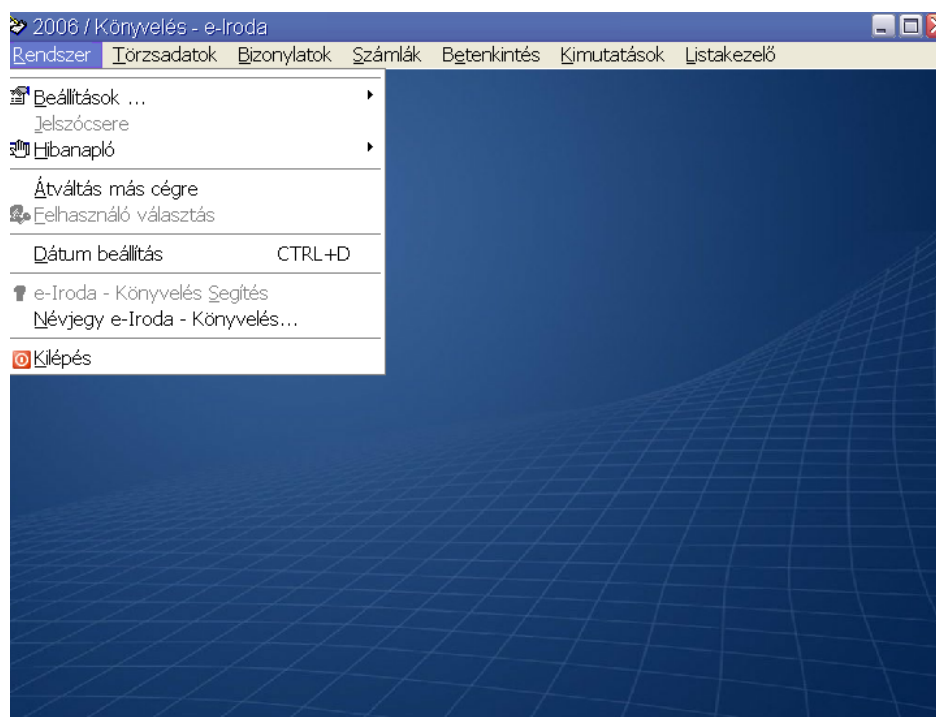 2006 / Könyvelés - e-Iroda
Rendszer Törzsadatok Bizonylatok Számlák Betenkintés Kimutatások Listakezelő
Beállítások ...
Jelszócsere
Hibanapló
Átváltás más cégre
Felhasználó választás
Dátum beállítás CTRL+D
e-Iroda - Könyvelés Segítés
Névjegy e-Iroda - Könyvelés...
Kilépés